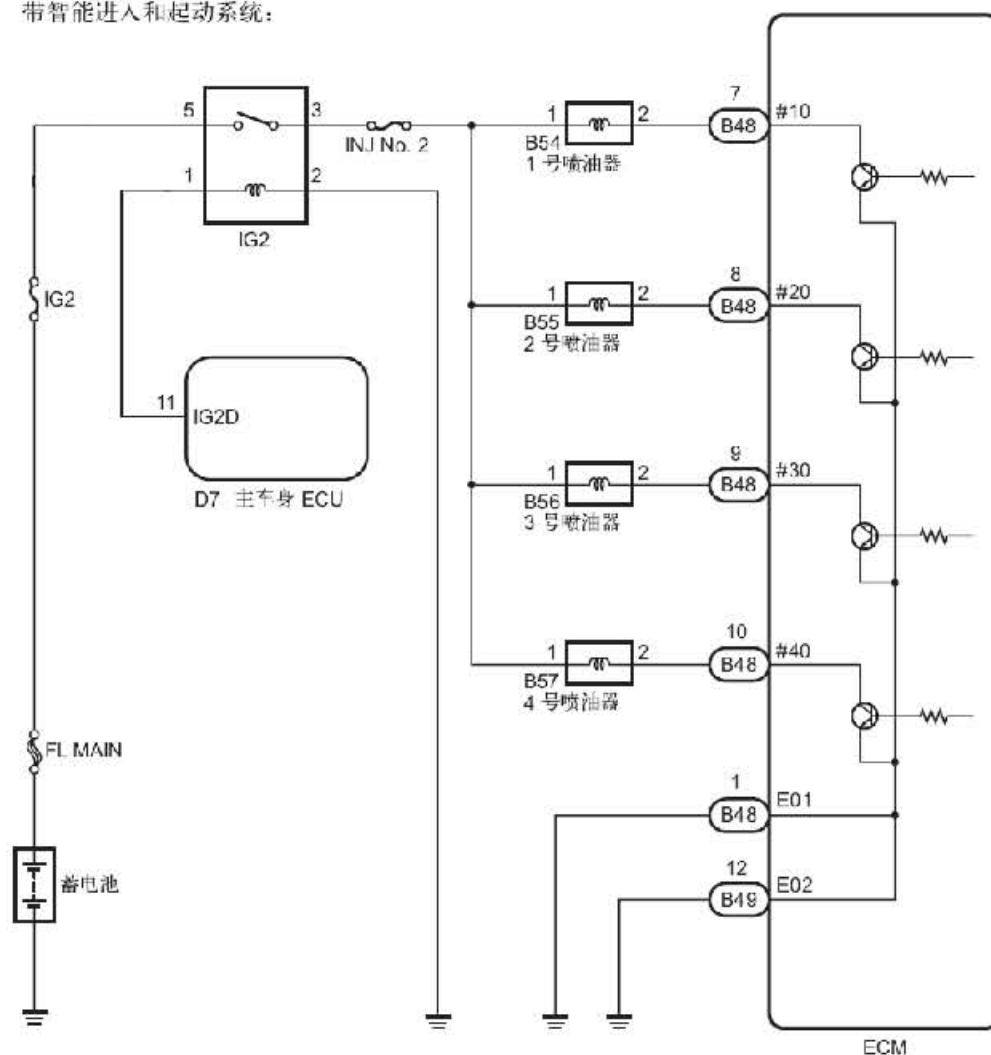 带智能进入和起动系统：
5
3
INJ No. 2
1
2
IG2
IG2
11
IG2D
D7 主车身 ECU
FL MAIN
蓄电池
1
2
B54
1 号喷油器
7
B48
#10
1
2
B55
2 号喷油器
8
B48
#20
1
2
B56
3 号喷油器
9
B48
#30
1
2
B57
4 号喷油器
10
B48
#40
1
B48
E01
12
B49
E02
ECM